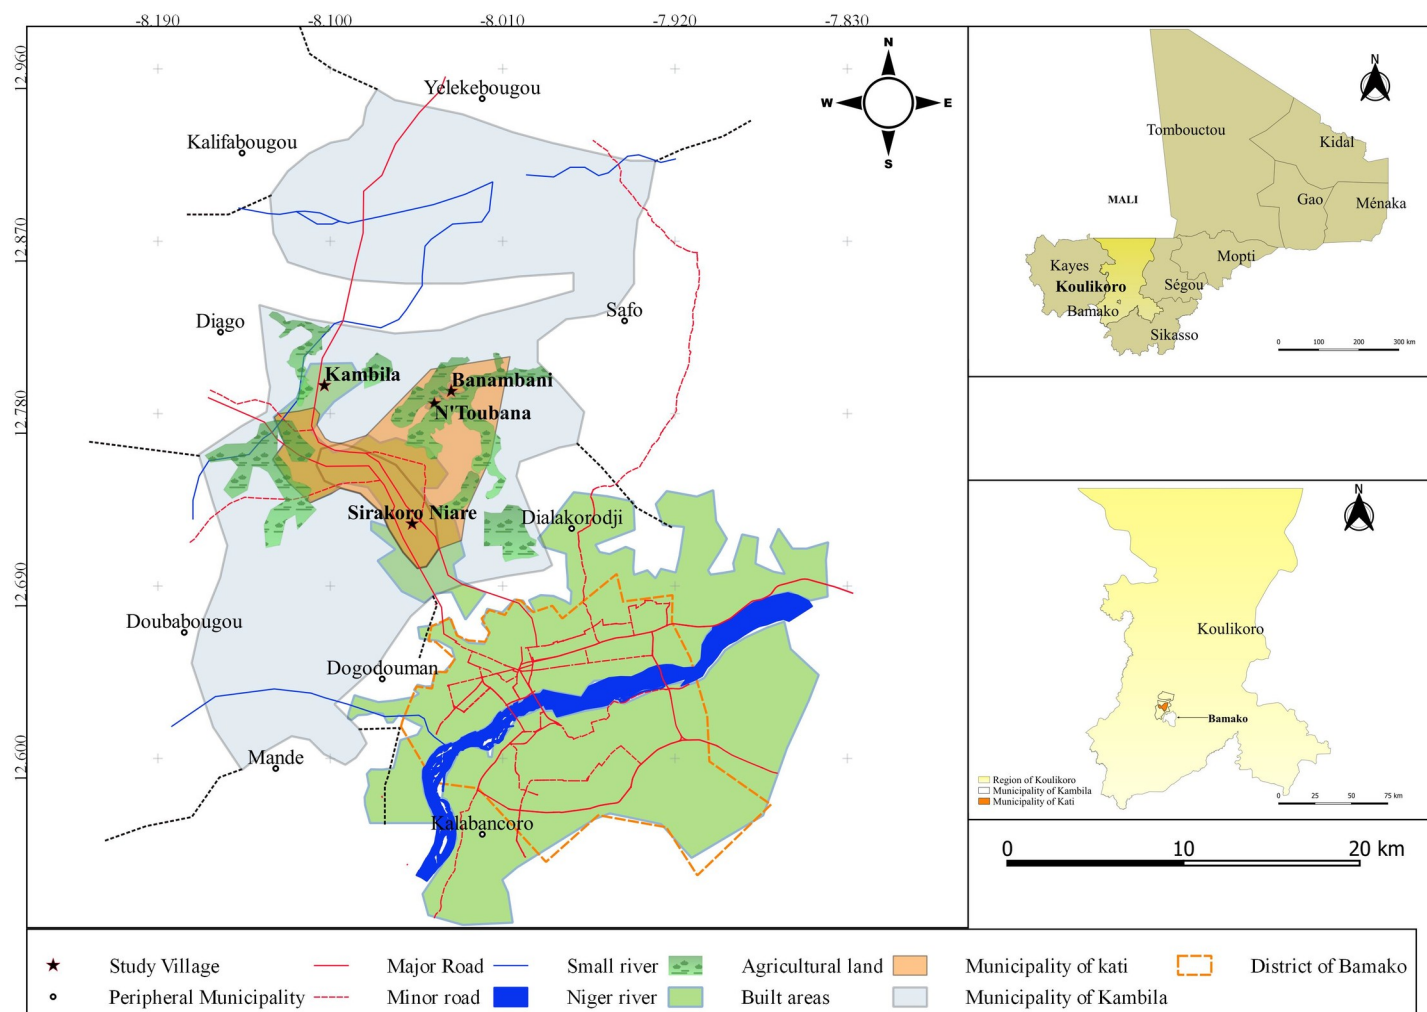 -8.190 -8.100 -8.010 -7.920 -7.830
12.960
12.870
12.780
12.690
12.600
N
W E
S
Yelekebougou
Kalifabougou
Diago
Safo
Kambila
Banambani
N'Toubana
Sirakoro Niare
Dialakorodji
Doubabougou
Dogodouman
Mande
Kalabancoro
N
Tombouctou
Kidal
MALI
Gao
Ménaka
Mopti
Kayes
Koulikoro
Ségou
Bamako
Sikasso
0 100 200 300 km
N
Koulikoro
Bamako
Region of Koulikoro
Municipality of Kambila
Municipality of Kati
0 25 50 75 km
0 10 20 km
Study Village Major Road Small river Agricultural land Municipality of kati District of Bamako
Peripheral Municipality Minor road Niger river Built areas Municipality of Kambila